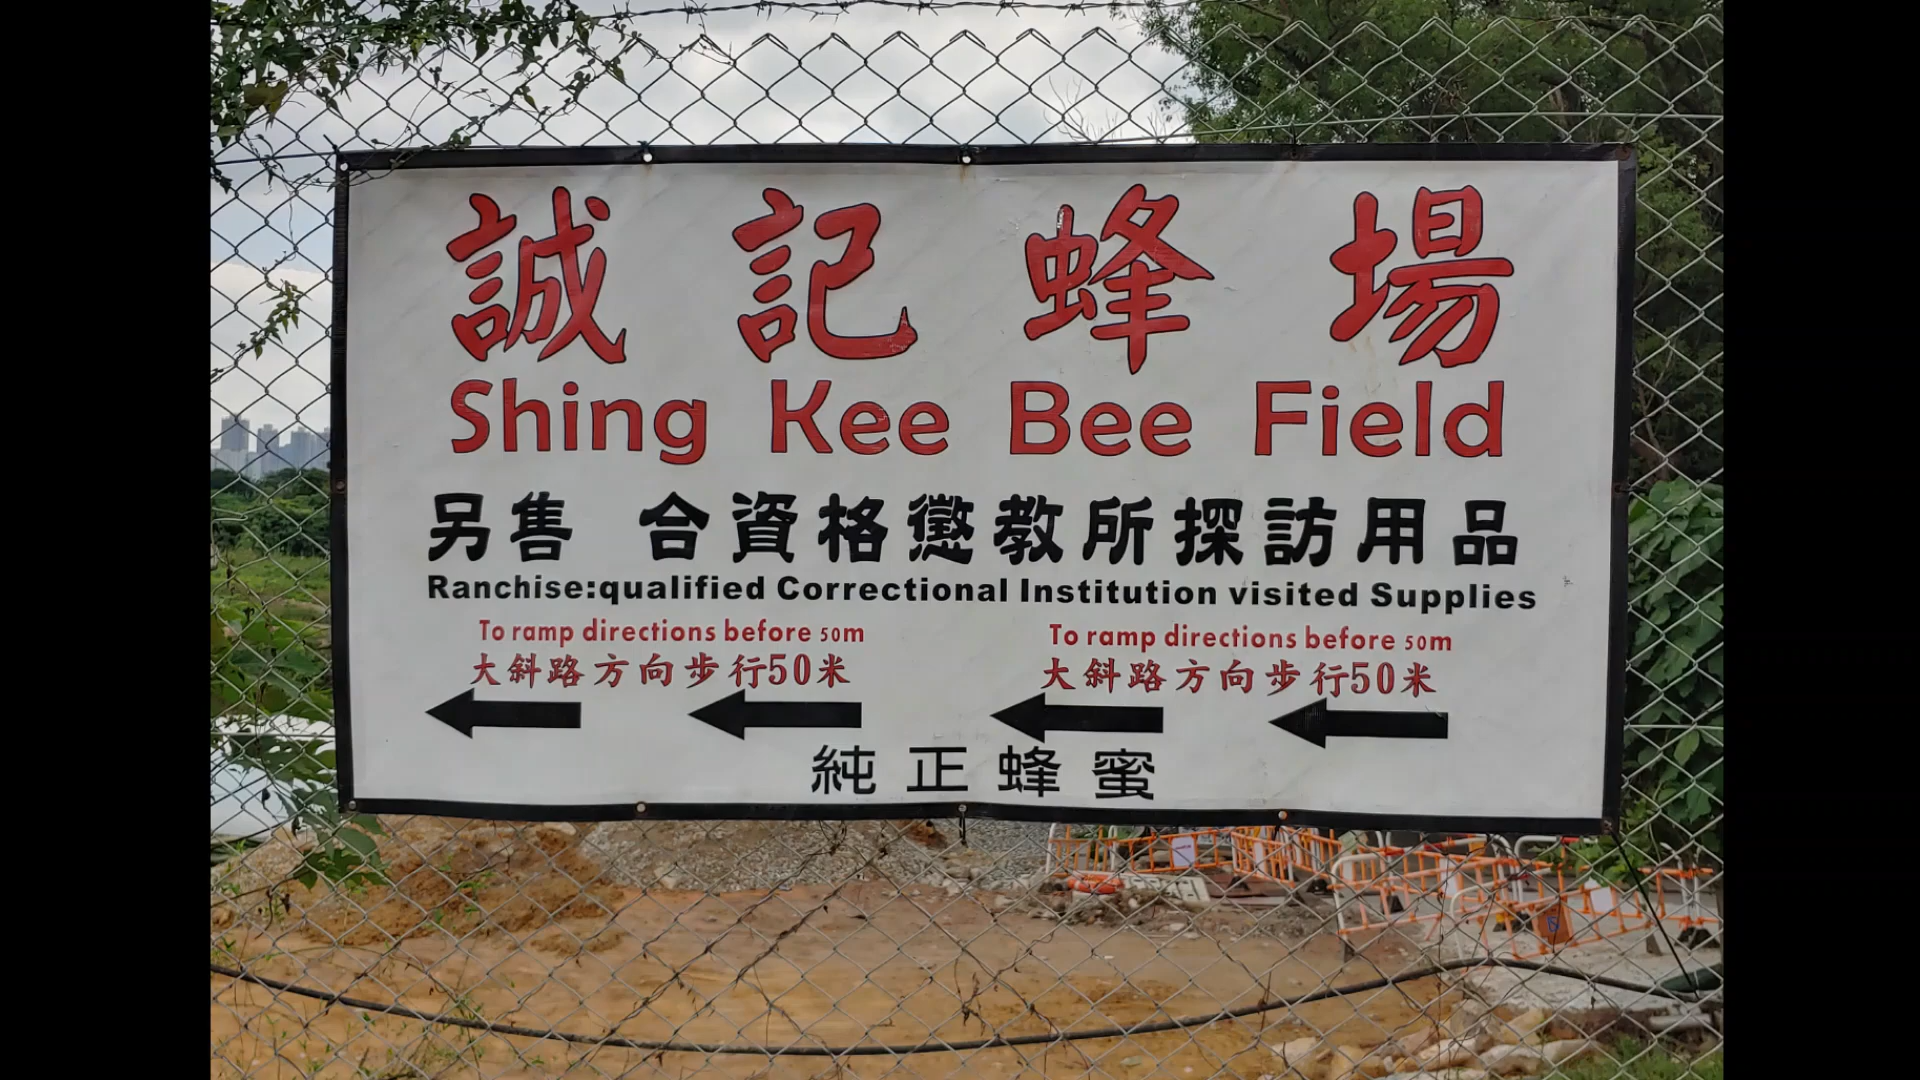 誠記蜂場
Shing Kee Bee Field
另售 合資格懲教所探訪用品
Ranchise:qualified Correctional Institution visited Supplies
To ramp directions before 50m To ramp directions before 50m
大斜路方向步行50米 大斜路方向步行50米
純正蜂蜜